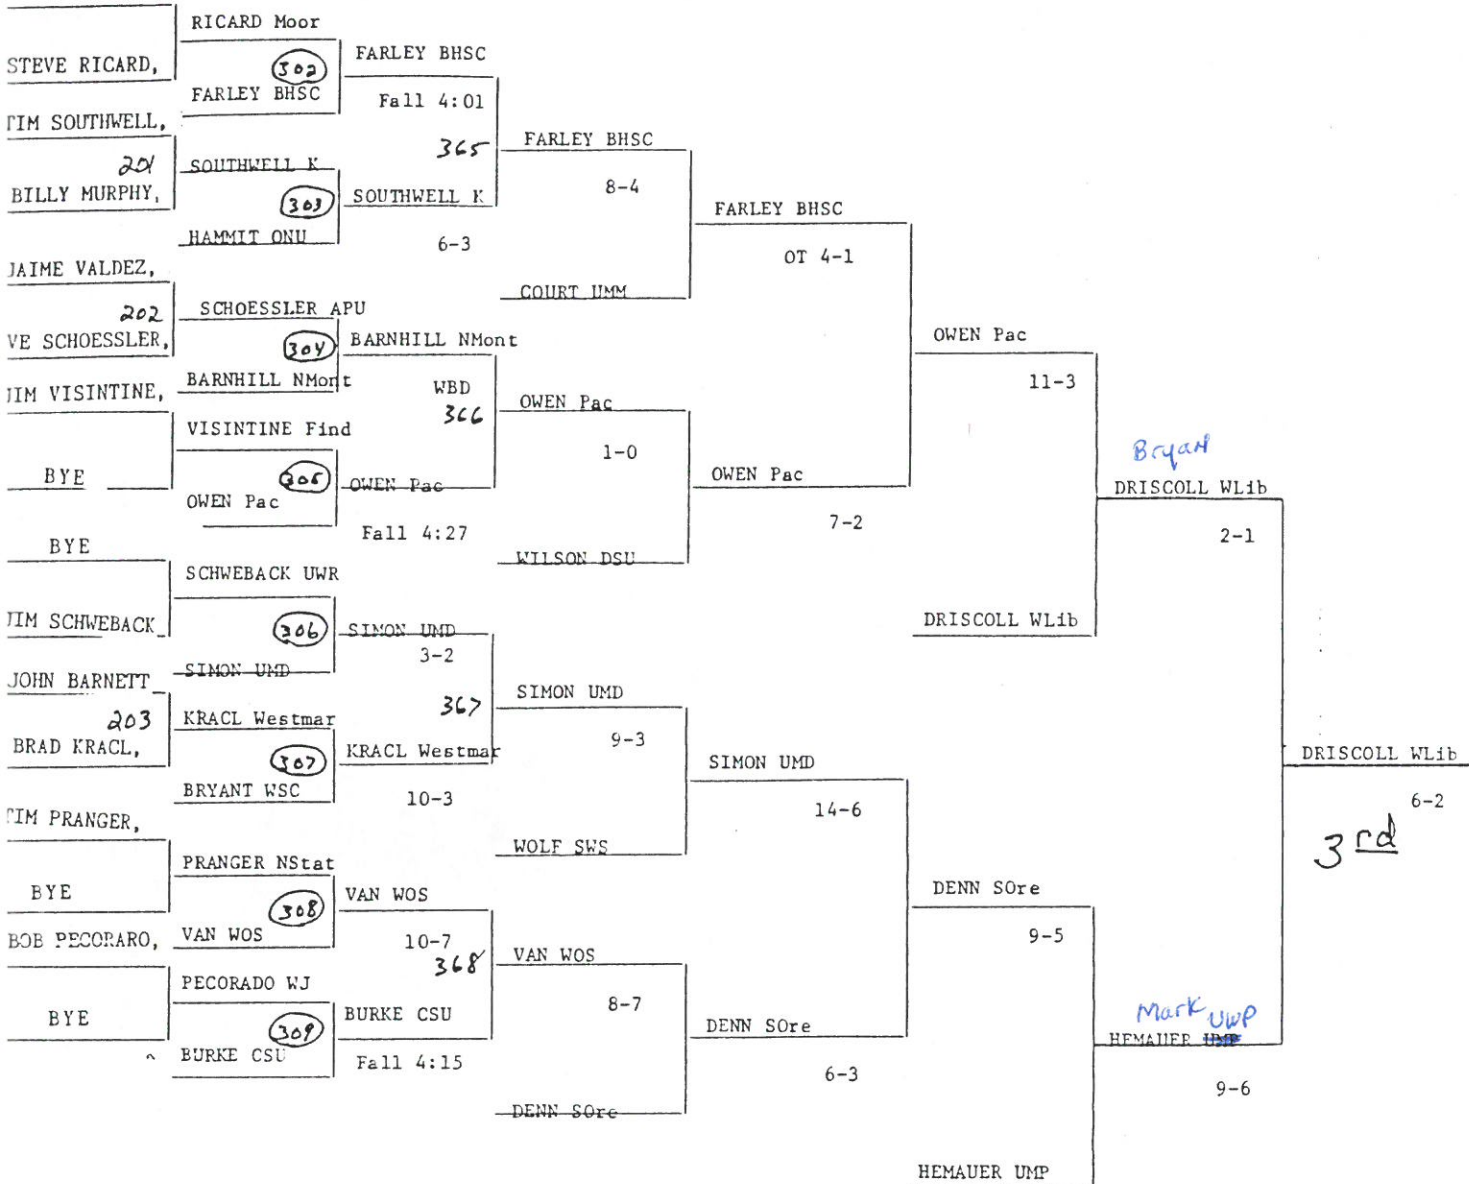 RICARD Moor
STEVE RICARD,
302
FARLEY BHSC
FARLEY BHSC
Fall 4:01
TIM SOUTHWELL,
201
SOUTHWELL K
365
FARLEY BHSC
BILLY MURPHY,
303
SOUTHWELL K
8-4
HAMMIT ONU
6-3
FARLEY BHSC
OT 4-1
JAIME VALDEZ,
202
SCHOESSLER APU
COURT UMM
VE SCHOESSLER,
304
BARNHILL NMont
OWEN Pac
11-3
JIM VISINTINE,
BARNHILL NMont
WBD
366
OWEN Pac
VISINTINE Find
1-0
BYE
305
OWEN Pac
OWEN Pac
OWEN Pac
7-2
Fall 4:27
WILSON DSU
Bryan
DRISCOLL WLib
2-1
BYE
SCHWEBACK UWR
JIM SCHWEBACK
306
SIMON UMD
DRISCOLL WLib
3-2
SIMON UMD
JOHN BARNETT
203
KRACL Westmar
367
SIMON UMD
BRAD KRACL,
307
KRACL Westmar
9-3
SIMON UMD
BRYANT WSC
10-3
14-6
DRISCOLL WLib
6-2
3rd
TIM PRANGER,
WOLF SWS
PRANGER NStat
BYE
308
VAN WOS
DENN SOre
9-5
BOB PECORARO,
VAN WOS
10-7
368
VAN WOS
PECORADO WJ
8-7
BYE
309
BURKE CSU
DENN SOre
BURKE CSU
Fall 4:15
6-3
Mark UWP
HEMAUER UMP
9-6
DENN SOre
HEMAUER UMP